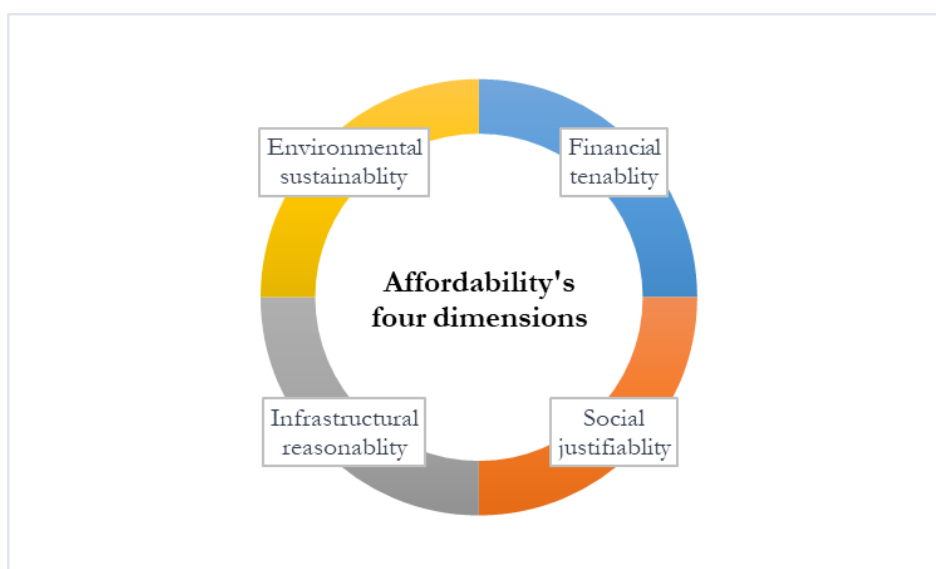 Environmental
sustainablity
Financial
tenablity
Affordability's
four dimensions
Infrastructural
reasonablity
Social
justifiablity